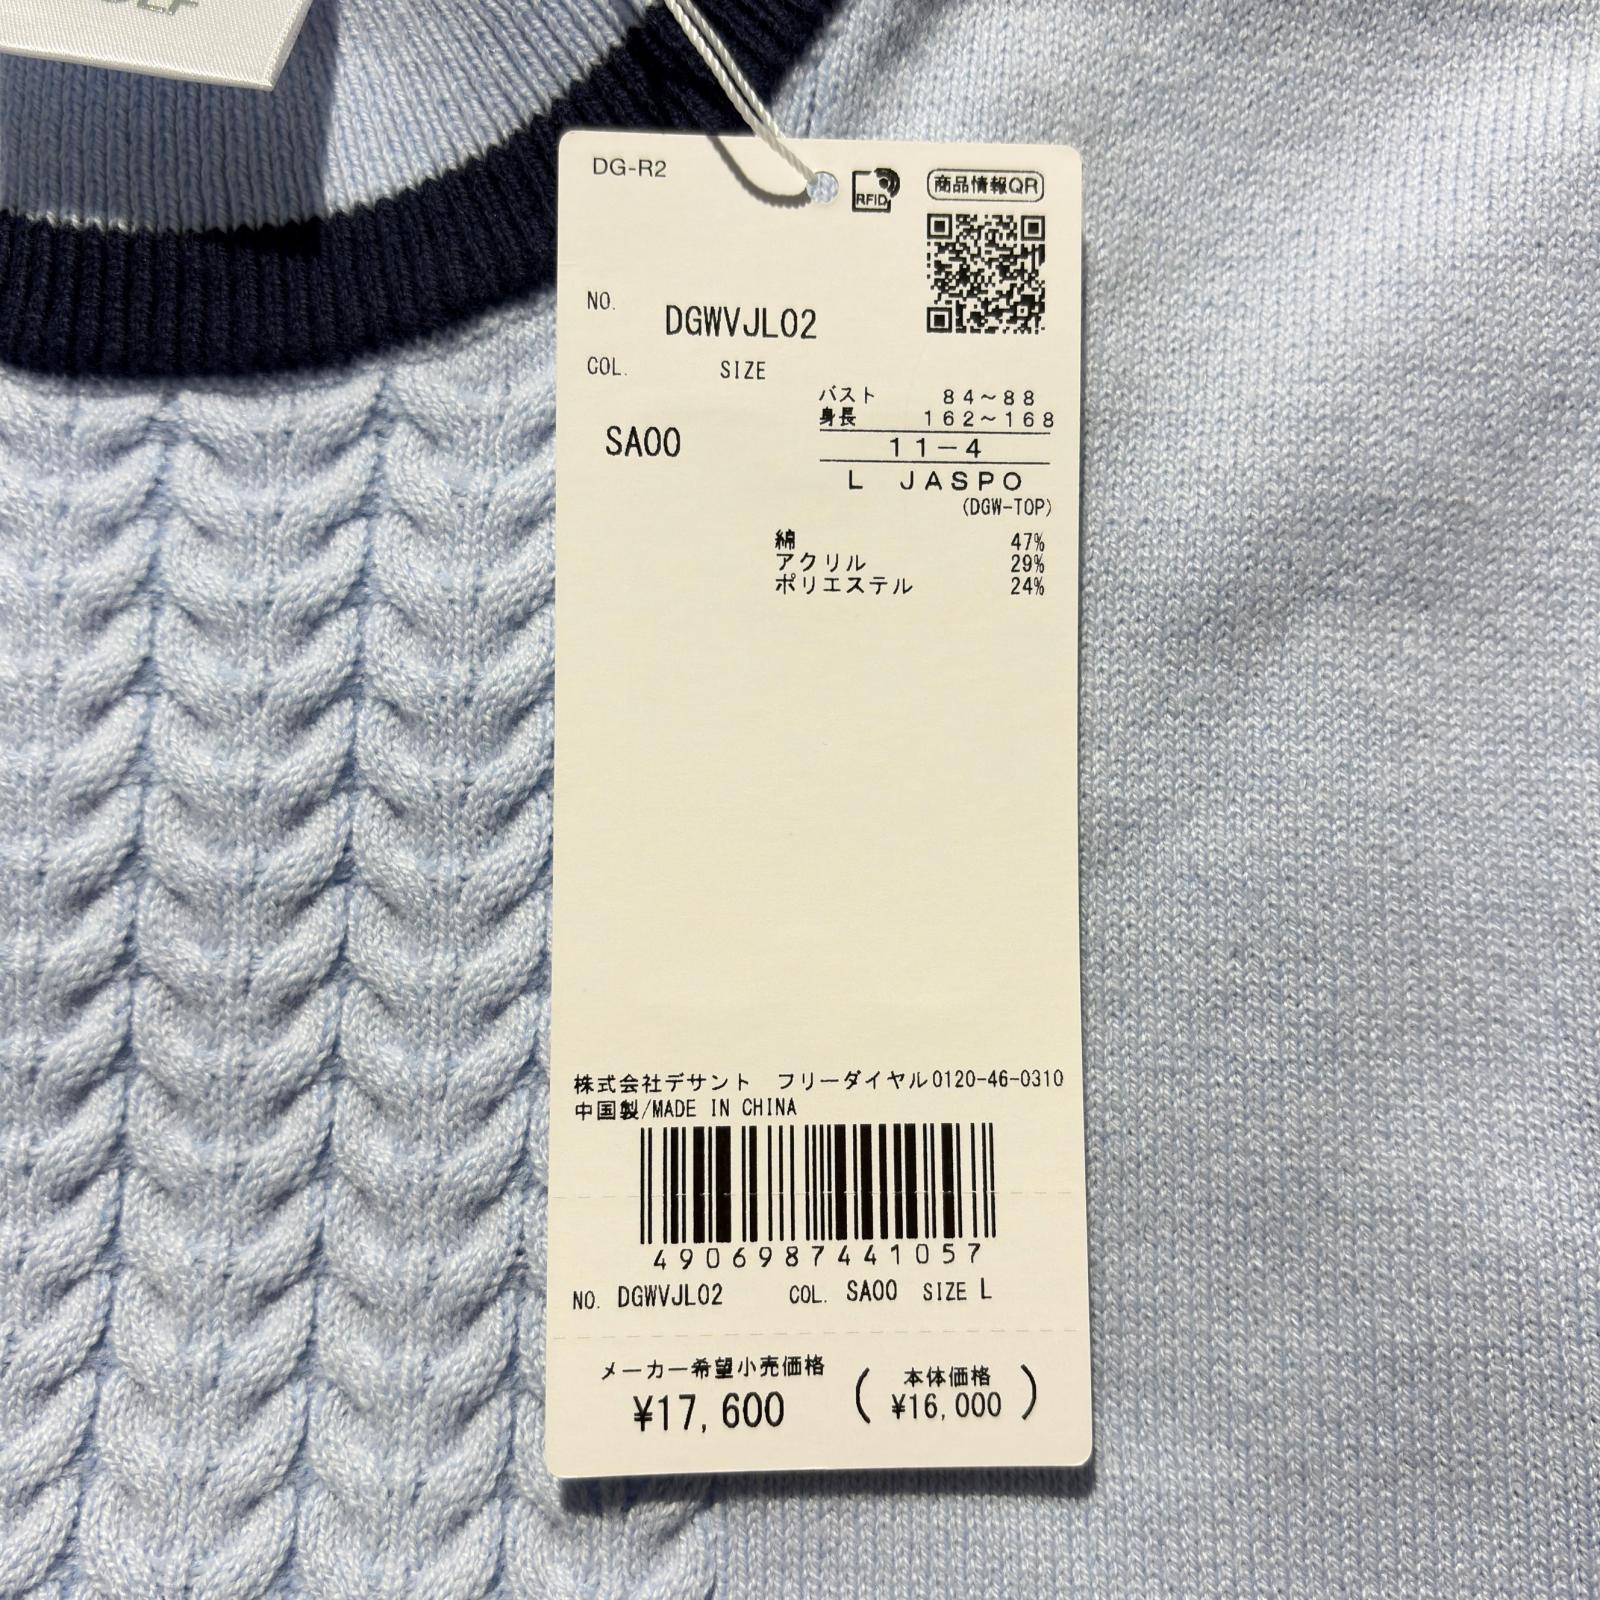 DG-R2
RFID
商品情報QR
NO. DGWVJL02
COL. SIZE
バスト 84~88
身長 162~168
SA00
11-4
L JASPO
(DGW-TOP)
綿 47%
アクリル 29%
ポリエステル 24%
株式会社デサント フリーダイヤル0120-46-0310
中国製/MADE IN CHINA
4906987441057
NO. DGWVJL02 COL. SA00 SIZE L
メーカー希望小売価格
¥17,600
(本体価格
¥16,000)